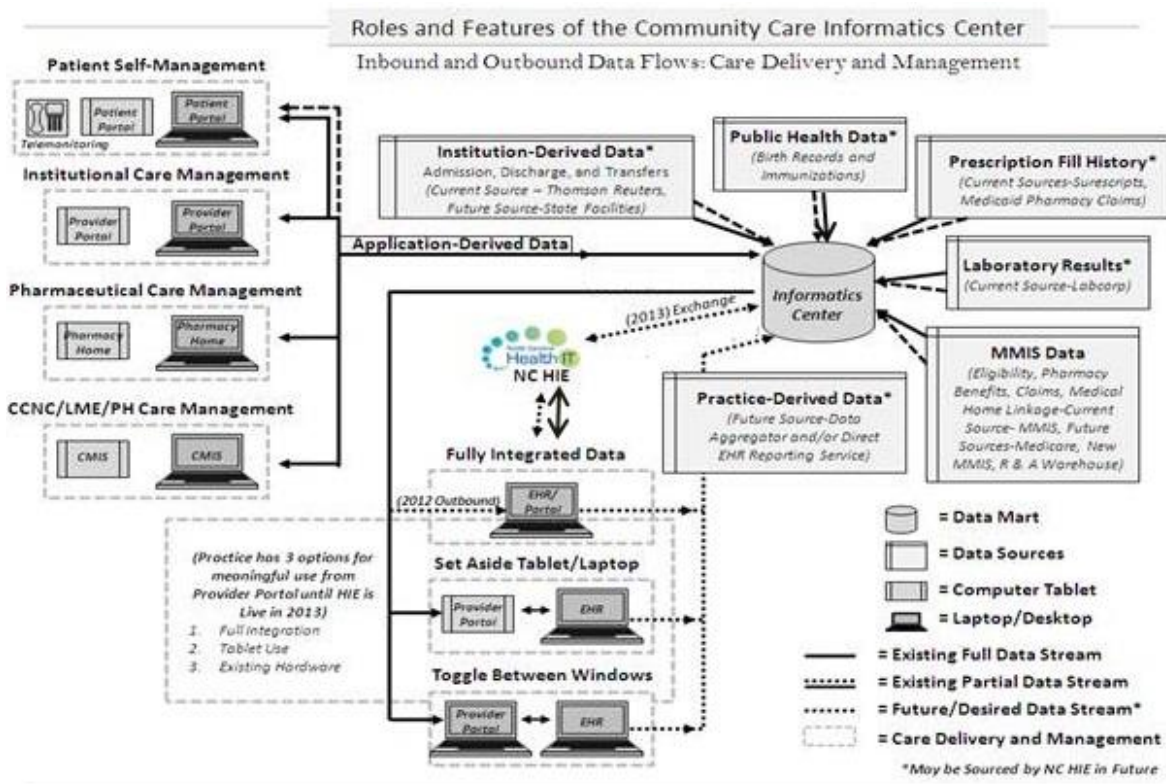 Roles and Features of the Community Care Informatics Center
Inbound and Outbound Data Flows: Care Delivery and Management
Patient Self-Management
Telemonitoring
Patient
Portal
Patient
Portal
Institutional Care Management
Provider
Portal
Provider
Portal
Pharmaceutical Care Management
Pharmacy
Home
Pharmacy
Home
CCNC/LME/PH Care Management
CMIS
CMIS
Application-Derived Data
Institution-Derived Data*
Admission, Discharge, and Transfers
(Current Source – Thomson Reuters,
Future Source-State Facilities)
Public Health Data*
(Birth Records and
Immunizations)
Prescription Fill History*
(Current Sources-Surescripts,
Medicaid Pharmacy Claims)
Laboratory Results*
(Current Source-Labcorp)
Informatics
Center
MMIS Data
(Eligibility, Pharmacy
Benefits, Claims, Medical
Home Linkage-Current
Source- MMIS, Future
Sources-Medicare, New
MMIS, R & A Warehouse)
Practice-Derived Data*
(Future Source-Data
Aggregator and/or Direct
EHR Reporting Service)
(2013) Exchange
North Carolina
HealthIT
NC HIE
Fully Integrated Data
(2012 Outbound)
EHR/
Portal
(Practice has 3 options for
meaningful use from
Provider Portal until HIE is
Live in 2013)
1. Full Integration
2. Tablet Use
3. Existing Hardware
Set Aside Tablet/Laptop
Provider
Portal
EHR
Toggle Between Windows
Provider
Portal
EHR
= Data Mart
= Data Sources
= Computer Tablet
= Laptop/Desktop
= Existing Full Data Stream
= Existing Partial Data Stream
= Future/Desired Data Stream*
= Care Delivery and Management
*May be Sourced by NC HIE in Future